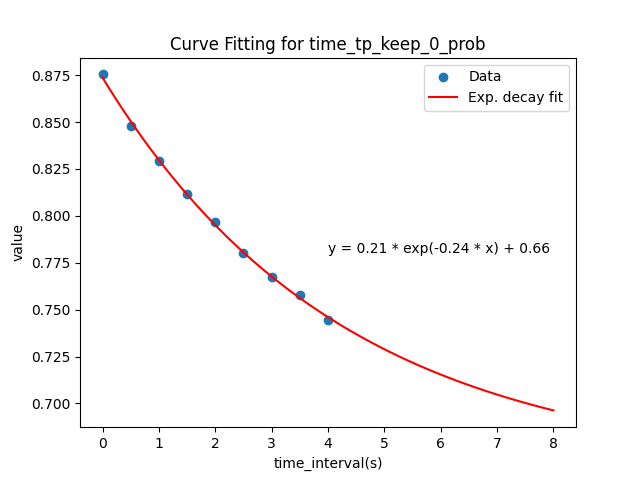 Curve Fitting for time_tp_keep_0_prob
Data
Exp. decay fit
y = 0.21 * exp(-0.24 * x) + 0.66
value
0.875
0.850
0.825
0.800
0.775
0.750
0.725
0.700
0 1 2 3 4 5 6 7 8
time_interval(s)